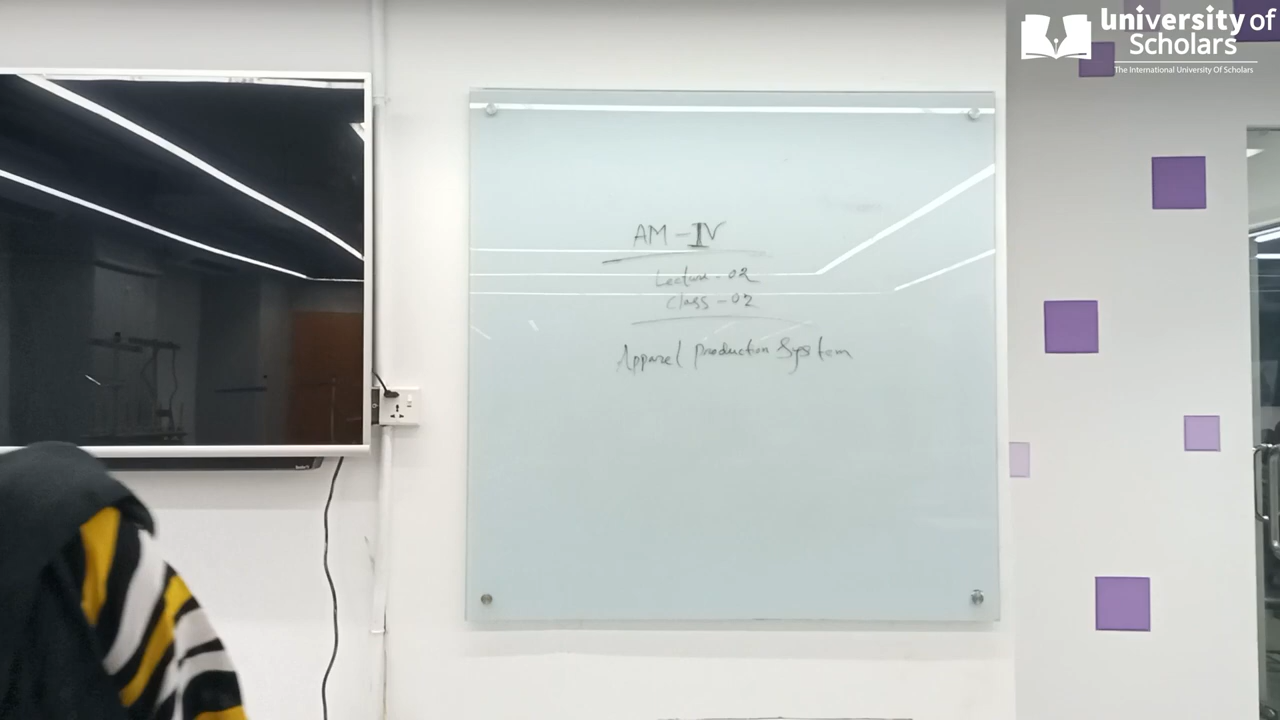 university of
Scholars
The International University Of Scholars
AM-IV
Lecture-02
Class-02
Apparel Production System